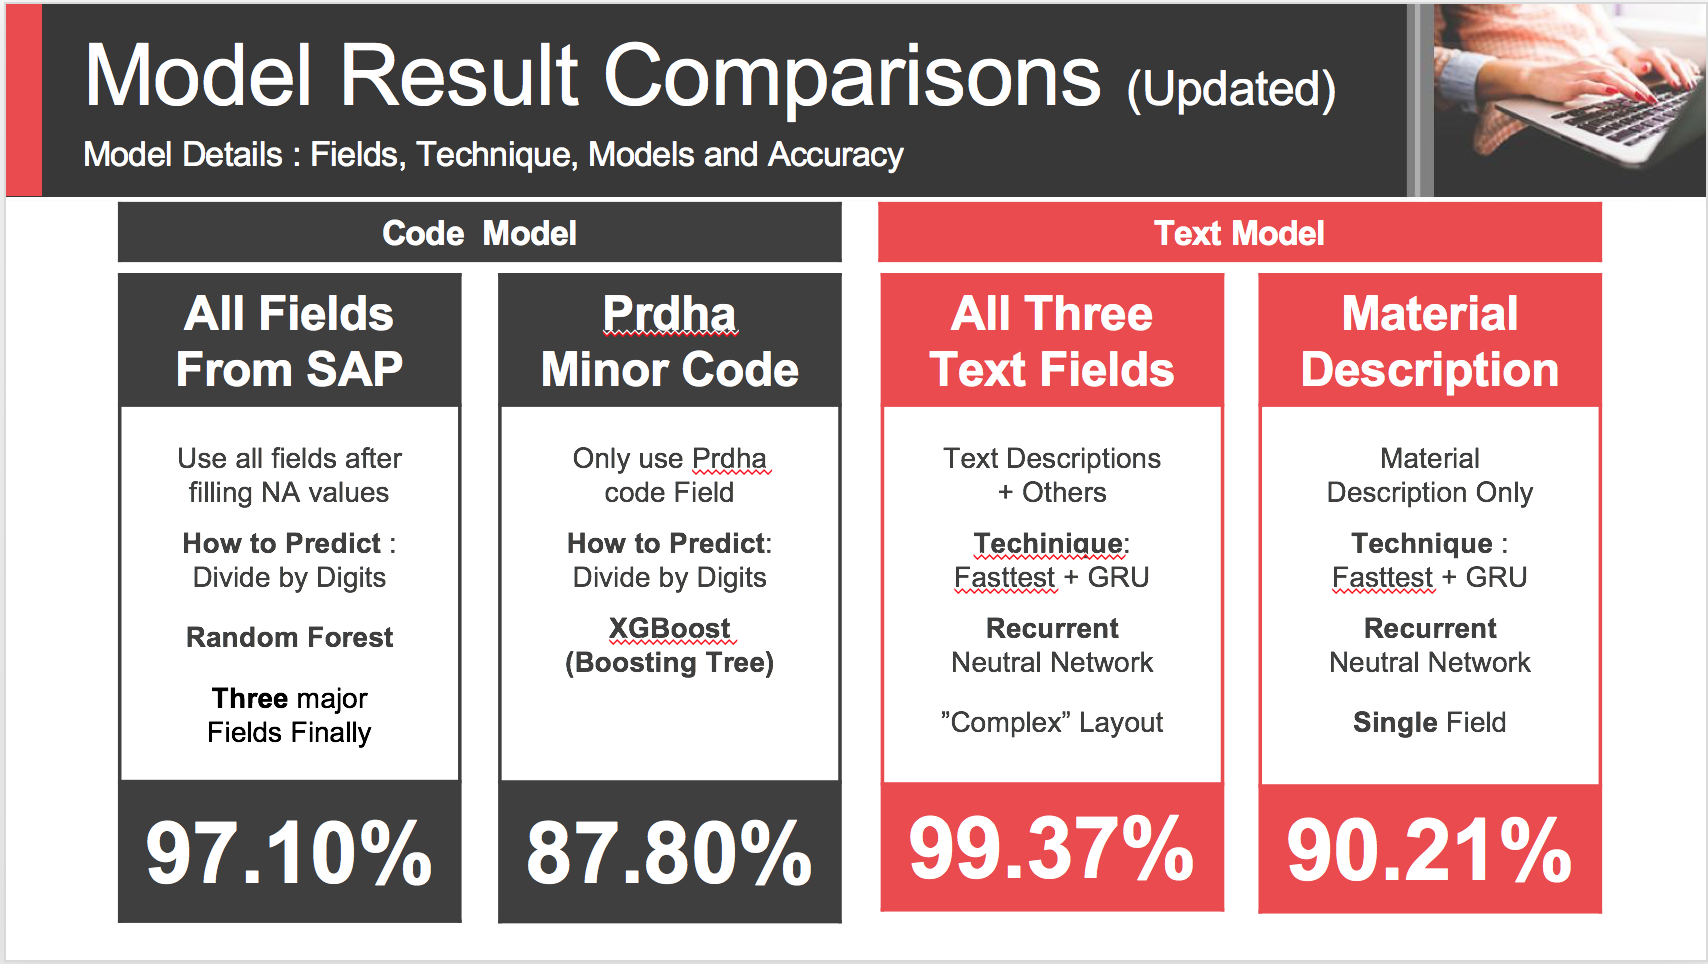 Model Result Comparisons (Updated)
Model Details : Fields, Technique, Models and Accuracy
Code Model
Text Model
All Fields
From SAP
Use all fields after
filling NA values
How to Predict :
Divide by Digits
Random Forest
Three major
Fields Finally
97.10%
Prdha
Minor Code
Only use Prdha
code Field
How to Predict:
Divide by Digits
XGBoost
(Boosting Tree)
87.80%
All Three
Text Fields
Text Descriptions
+ Others
Techinique:
Fasttest + GRU
Recurrent
Neutral Network
”Complex” Layout
99.37%
Material
Description
Material
Description Only
Technique :
Fasttest + GRU
Recurrent
Neutral Network
Single Field
90.21%